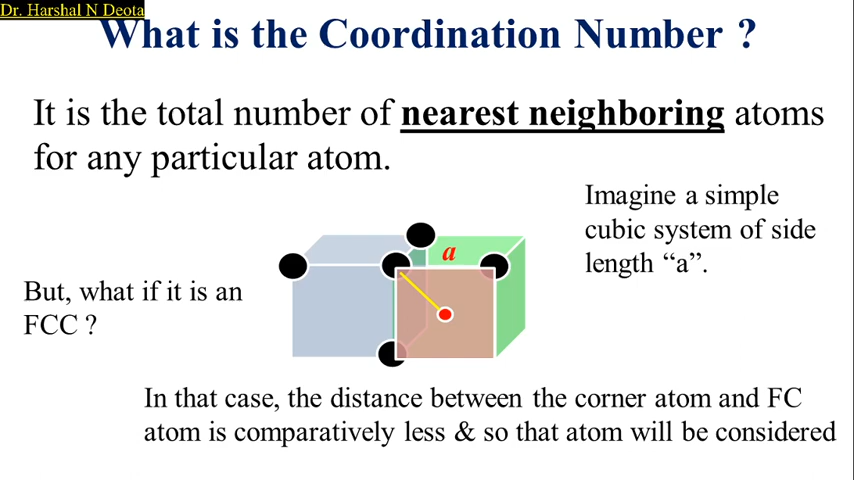 Dr. Harshal N Deota
What is the Coordination Number ?
It is the total number of nearest neighboring atoms
for any particular atom.
Imagine a simple
cubic system of side
length “a”.
a
But, what if it is an
FCC ?
In that case, the distance between the corner atom and FC
atom is comparatively less & so that atom will be considered